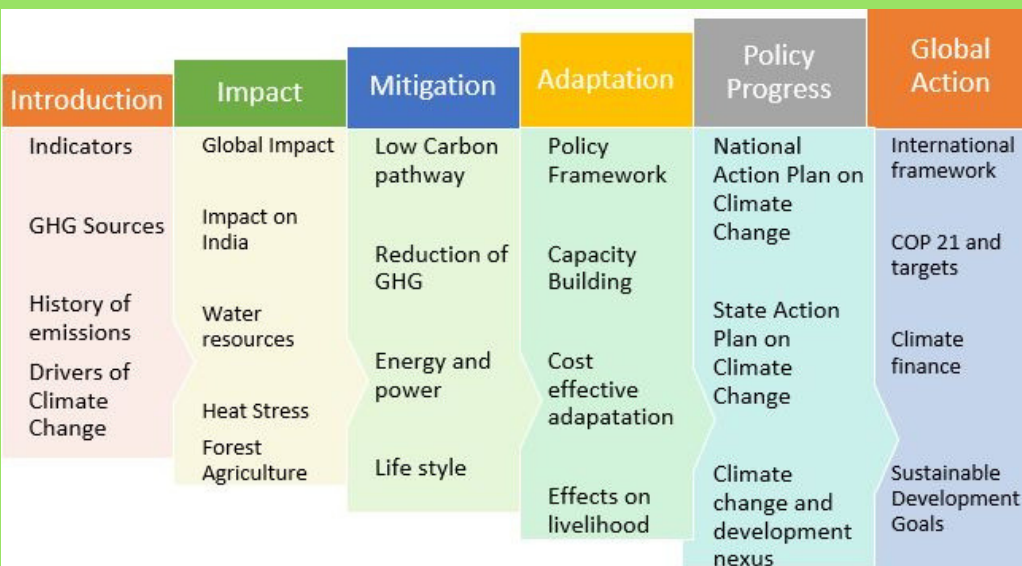 Introduction
Indicators
GHG Sources
History of
emissions
Drivers of
Climate
Change
Impact
Global Impact
Impact on
India
Water
resources
Heat Stress
Forest
Agriculture
Mitigation
Low Carbon
pathway
Reduction of
GHG
Energy and
power
Life style
Adaptation
Policy
Framework
Capacity
Building
Cost
effective
adapatation
Effects on
livelihood
Policy
Progress
National
Action Plan on
Climate
Change
State Action
Plan on
Climate
Change
Climate
change and
development
nexus
Global
Action
International
framework
COP 21 and
targets
Climate
finance
Sustainable
Development
Goals